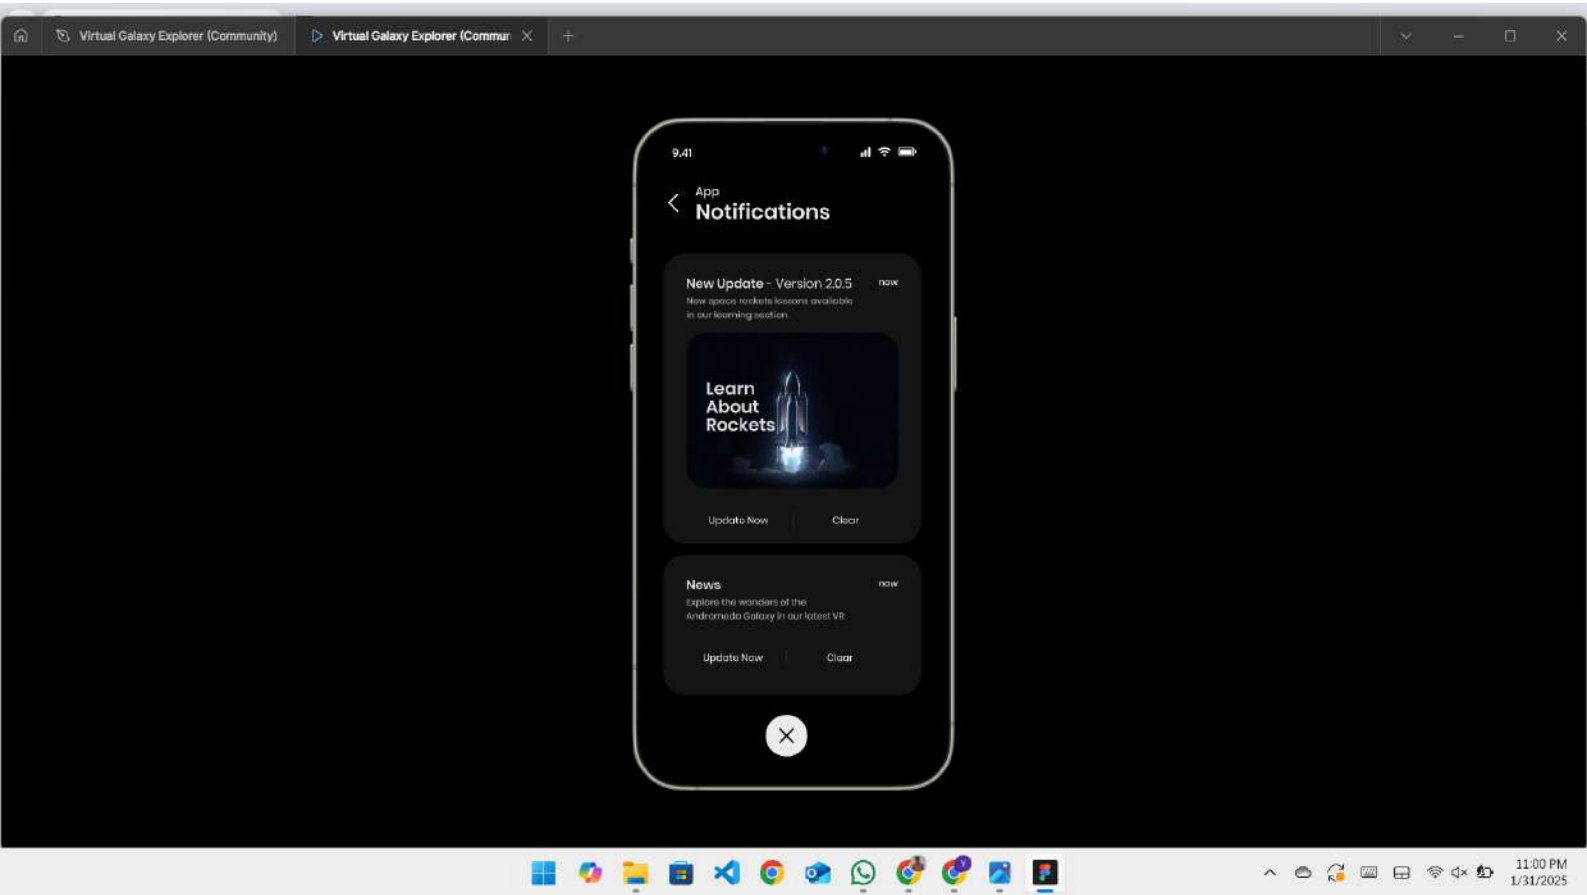 Virtual Galaxy Explorer (Community)
Virtual Galaxy Explorer (Commur
9.41
App
Notifications
New Update - Version 2.0.5
now
New space rockets lessons available
in our learning section.
Learn
About
Rockets
Update Now
Clear
News
now
Explore the wonders of the
Andromeda Galaxy in our latest VR
Update Now
Clear
11:00 PM
1/31/2025